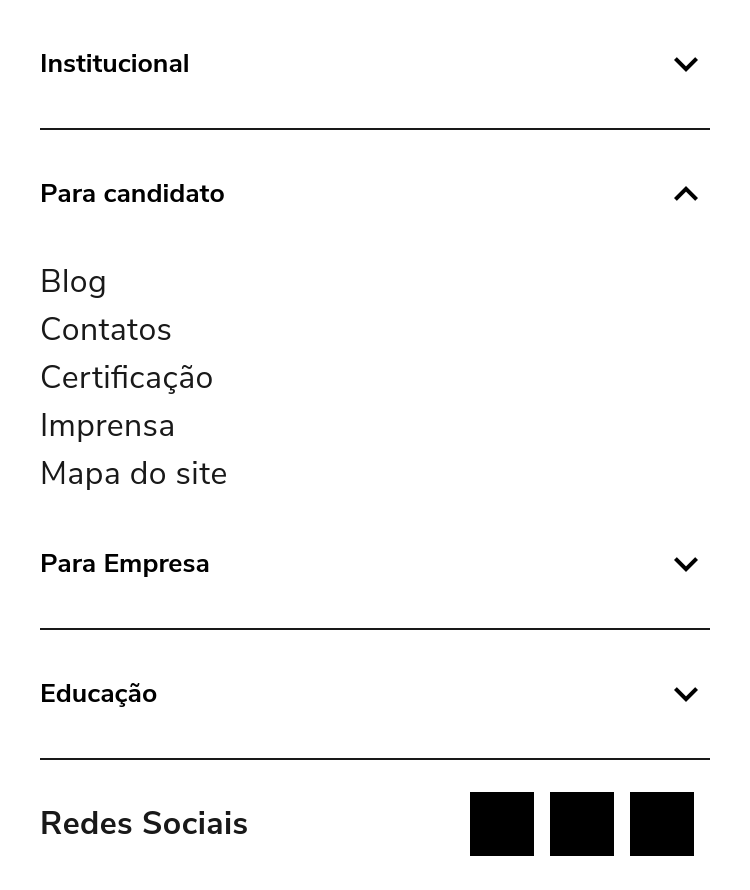 Institucional
Para candidato
Blog
Contatos
Certificação
Imprensa
Mapa do site
Para Empresa
Educação
Redes Sociais